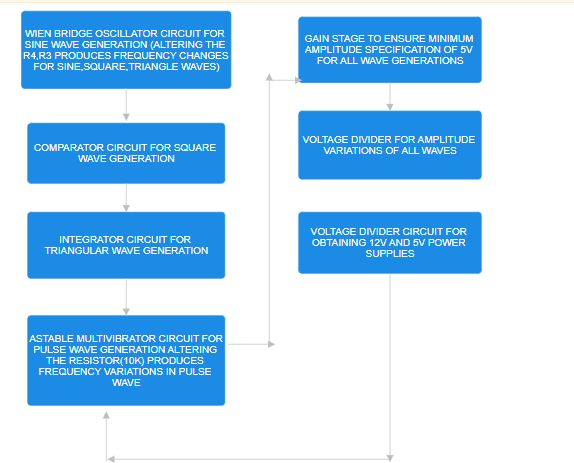 WIEN BRIDGE OSCILLATOR CIRCUIT FOR
SINE WAVE GENERATION (ALTERING THE
R4,R3 PRODUCES FREQUENCY CHANGES
FOR SINE,SQUARE,TRIANGLE WAVES)
COMPARATOR CIRCUIT FOR SQUARE
WAVE GENERATION
INTEGRATOR CIRCUIT FOR
TRIANGULAR WAVE GENERATION
ASTABLE MULTIVIBRATOR CIRCUIT FOR
PULSE WAVE GENERATION ALTERING
THE RESISTOR(10K) PRODUCES
FREQUENCY VARIATIONS IN PULSE
WAVE
GAIN STAGE TO ENSURE MINIMUM
AMPLITUDE SPECIFICATION OF 5V
FOR ALL WAVE GENERATIONS
VOLTAGE DIVIDER FOR AMPLITUDE
VARIATIONS OF ALL WAVES
VOLTAGE DIVIDER CIRCUIT FOR
OBTAINING 12V AND 5V POWER
SUPPLIES